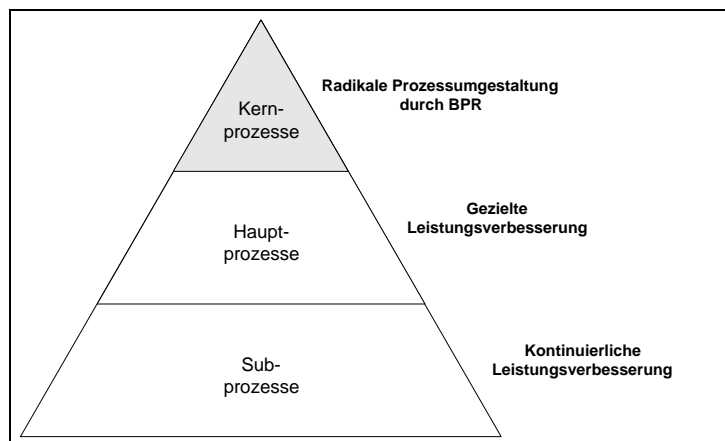 Kern-
prozesse
Radikale Prozessumgestaltung
durch BPR
Haupt-
prozesse
Gezielte
Leistungsverbesserung
Sub-
prozesse
Kontinuierliche
Leistungsverbesserung